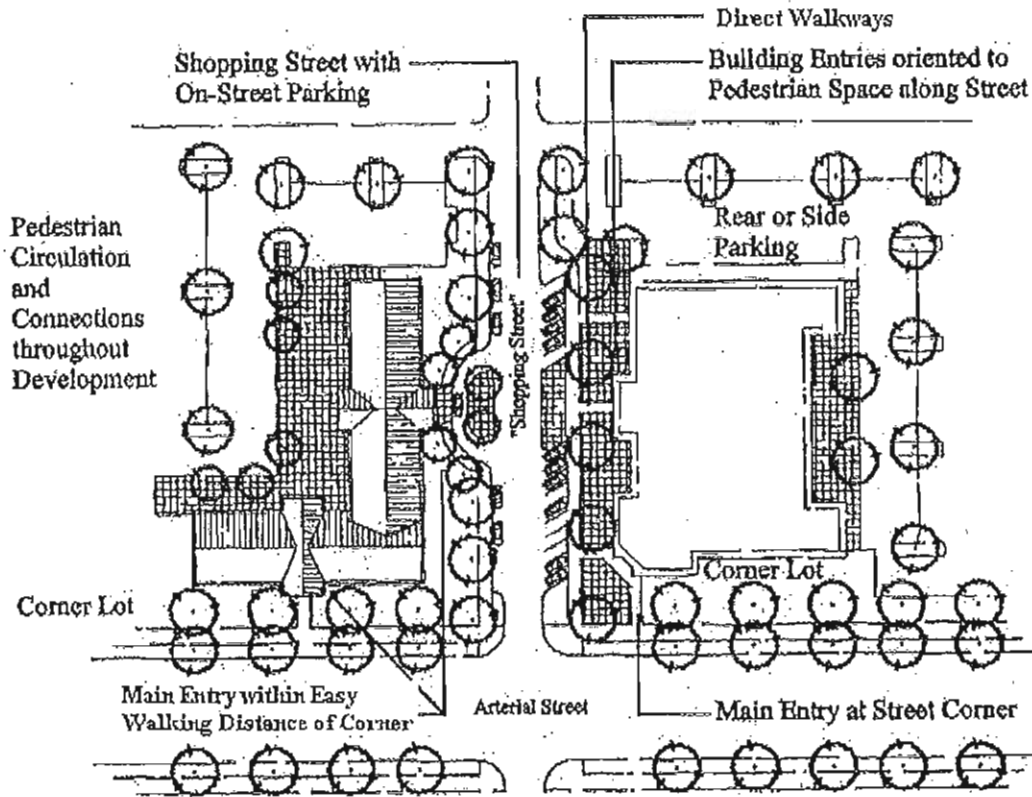 Direct Walkways
Shopping Street with
On-Street Parking
Building Entries oriented to
Pedestrian Space along Street
Pedestrian
Circulation
and
Connections
throughout
Development
Rear or Side
Parking
"Shopping Street"
Corner Lot
Corner Lot
Main Entry within Easy
Walking Distance of Corner
Arterial Street
Main Entry at Street Corner